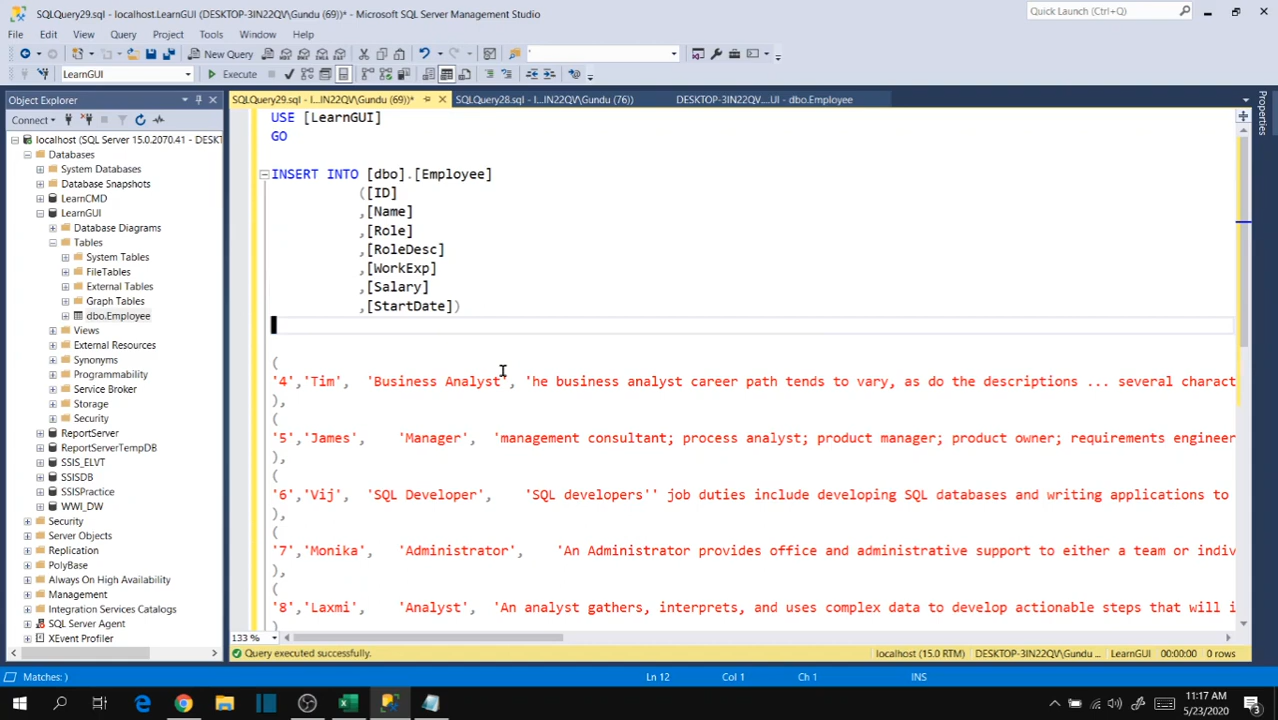 SQLQuery29.sql - localhost.LearnGUI (DESKTOP-3IN22QV\Gundu (69))* - Microsoft SQL Server Management Studio
Quick Launch (Ctrl+Q)
File Edit View Query Project Tools Window Help
New Query
LearnGUI Execute
Object Explorer
SQLQuery29.sql - l...IN22QV\Gundu (69))* SQLQuery28.sql - l...IN22QV\Gundu (76)) DESKTOP-3IN22QV....UI - dbo.Employee
Properties
Connect
localhost (SQL Server 15.0.2070.41 - DESKT
Databases
System Databases
Database Snapshots
LearnCMD
LearnGUI
Database Diagrams
Tables
System Tables
FileTables
External Tables
Graph Tables
dbo.Employee
Views
External Resources
Synonyms
Programmability
Service Broker
Storage
Security
ReportServer
ReportServerTempDB
SSIS_ELVT
SSISDB
SSISPractice
WWI_DW
Security
Server Objects
Replication
PolyBase
Always On High Availability
Management
Integration Services Catalogs
SQL Server Agent
XEvent Profiler
USE [LearnGUI]
GO
INSERT INTO [dbo].[Employee]
([ID]
,[Name]
,[Role]
,[RoleDesc]
,[WorkExp]
,[Salary]
,[StartDate])
(
'4','Tim', 'Business Analyst', 'he business analyst career path tends to vary, as do the descriptions ... several charact
),
(
'5','James', 'Manager', 'management consultant; process analyst; product manager; product owner; requirements engineer
),
(
'6','Vij', 'SQL Developer', 'SQL developers'' job duties include developing SQL databases and writing applications to
),
(
'7','Monika', 'Administrator', 'An Administrator provides office and administrative support to either a team or indiv
),
(
'8','Laxmi', 'Analyst', 'An analyst gathers, interprets, and uses complex data to develop actionable steps that will i
)
133 %
Query executed successfully. localhost (15.0 RTM) DESKTOP-3IN22QV\Gundu ... LearnGUI 00:00:00 0 rows
Matches: ) Ln 12 Col 1 Ch 1 INS
11:17 AM
5/23/2020
3